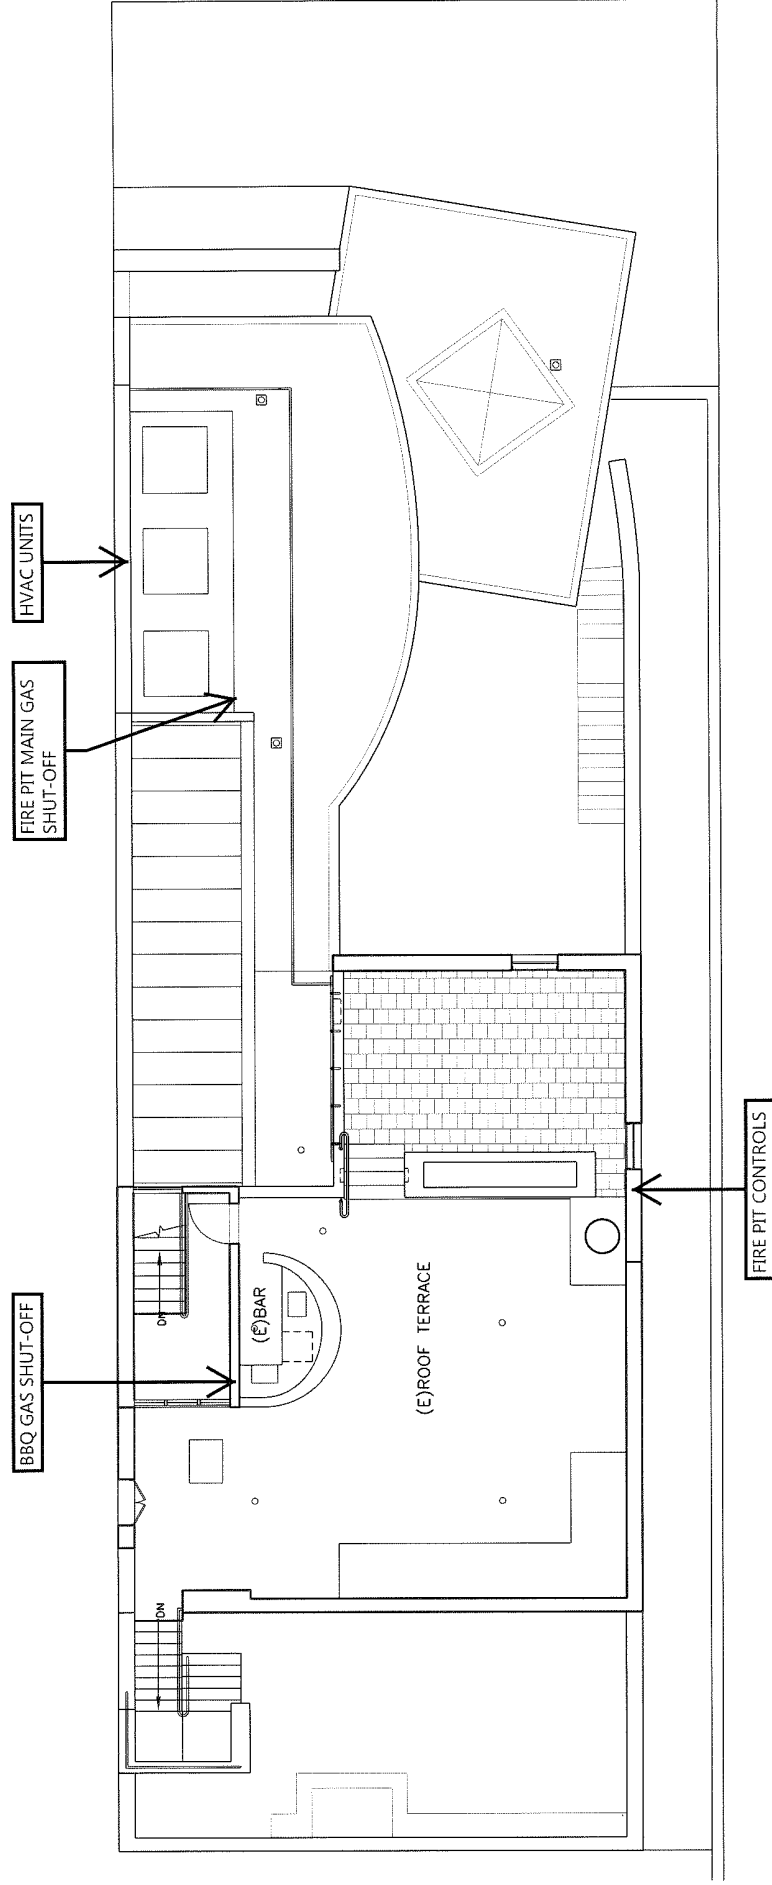 HVAC UNITS
FIRE PIT MAIN GAS
SHUT-OFF
BBQ GAS SHUT-OFF
DN
(E)BAR
(E)ROOF TERRACE
DN
FIRE PIT CONTROLS